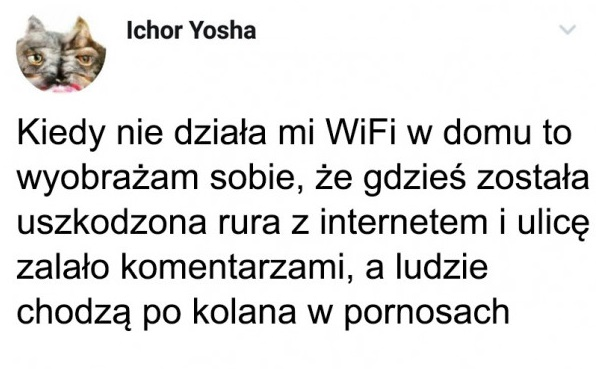 Ichor Yosha
Kiedy nie działa mi WiFi w domu to
wyobrażam sobie, że gdzieś została
uszkodzona rura z internetem i ulicę
zalało komentarzami, a ludzie
chodzą po kolana w pornosach